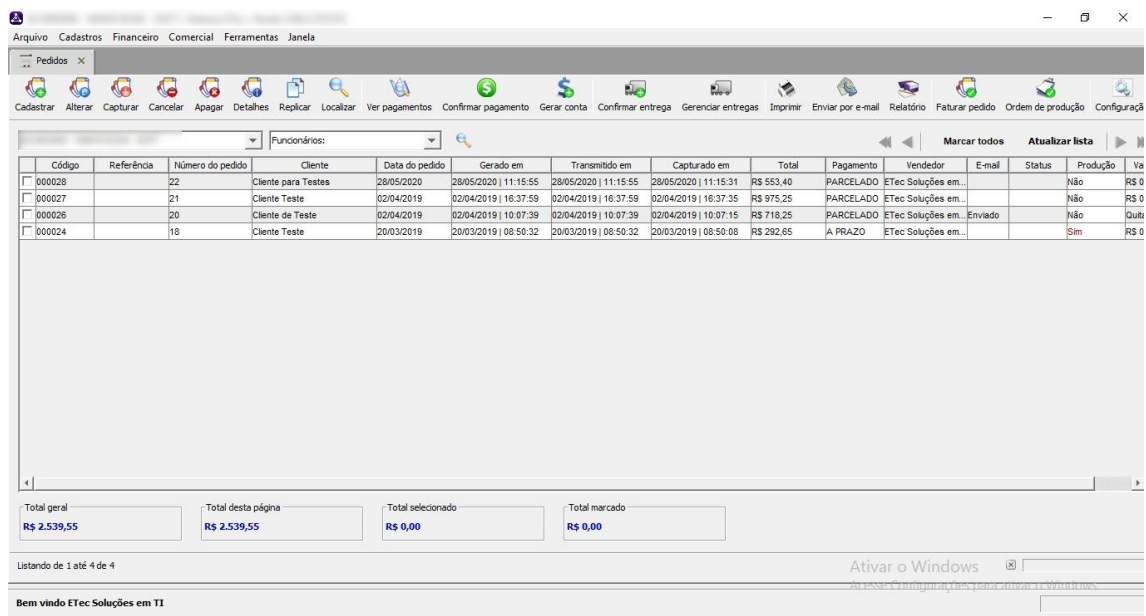 Arquivo Cadastros Financeiro Comercial Ferramentas Janela
Pedidos
Cadastrar Alterar Capturar Cancelar Apagar Detalhes Replicar Localizar Ver pagamentos Confirmar pagamento Gerar conta Confirmar entrega Gerenciar entregas Imprimir Enviar por e-mail Relatório Faturar pedido Ordem de produção Configuraçã
Funcionários: Marcar todos Atualizar lista
Código Referência Número do pedido Cliente Data do pedido Gerado em Transmitido em Capturado em Total Pagamento Vendedor E-mail Status Produção Va
000028 22 Cliente para Testes 28/05/2020 28/05/2020 | 11:15:55 28/05/2020 | 11:15:55 28/05/2020 | 11:15:31 R$ 553,40 PARCELADO ETec Soluções em... Não R$ 0
000027 21 Cliente Teste 02/04/2019 02/04/2019 | 16:37:59 02/04/2019 | 16:37:59 02/04/2019 | 16:37:35 R$ 975,25 PARCELADO ETec Soluções em... Não R$ 0
000026 20 Cliente de Teste 02/04/2019 02/04/2019 | 10:07:39 02/04/2019 | 10:07:39 02/04/2019 | 10:07:15 R$ 718,25 PARCELADO ETec Soluções em... Enviado Não Quita
000024 18 Cliente Teste 20/03/2019 20/03/2019 | 08:50:32 20/03/2019 | 08:50:32 20/03/2019 | 08:50:08 R$ 292,65 A PRAZO ETec Soluções em... Sim R$ 0
Total geral Total desta página Total selecionado Total marcado
R$ 2.539,55 R$ 2.539,55 R$ 0,00 R$ 0,00
Listando de 1 até 4 de 4 Ativar o Windows
Acesse Configurações para ativar o Windows.
Bem vindo ETec Soluções em TI